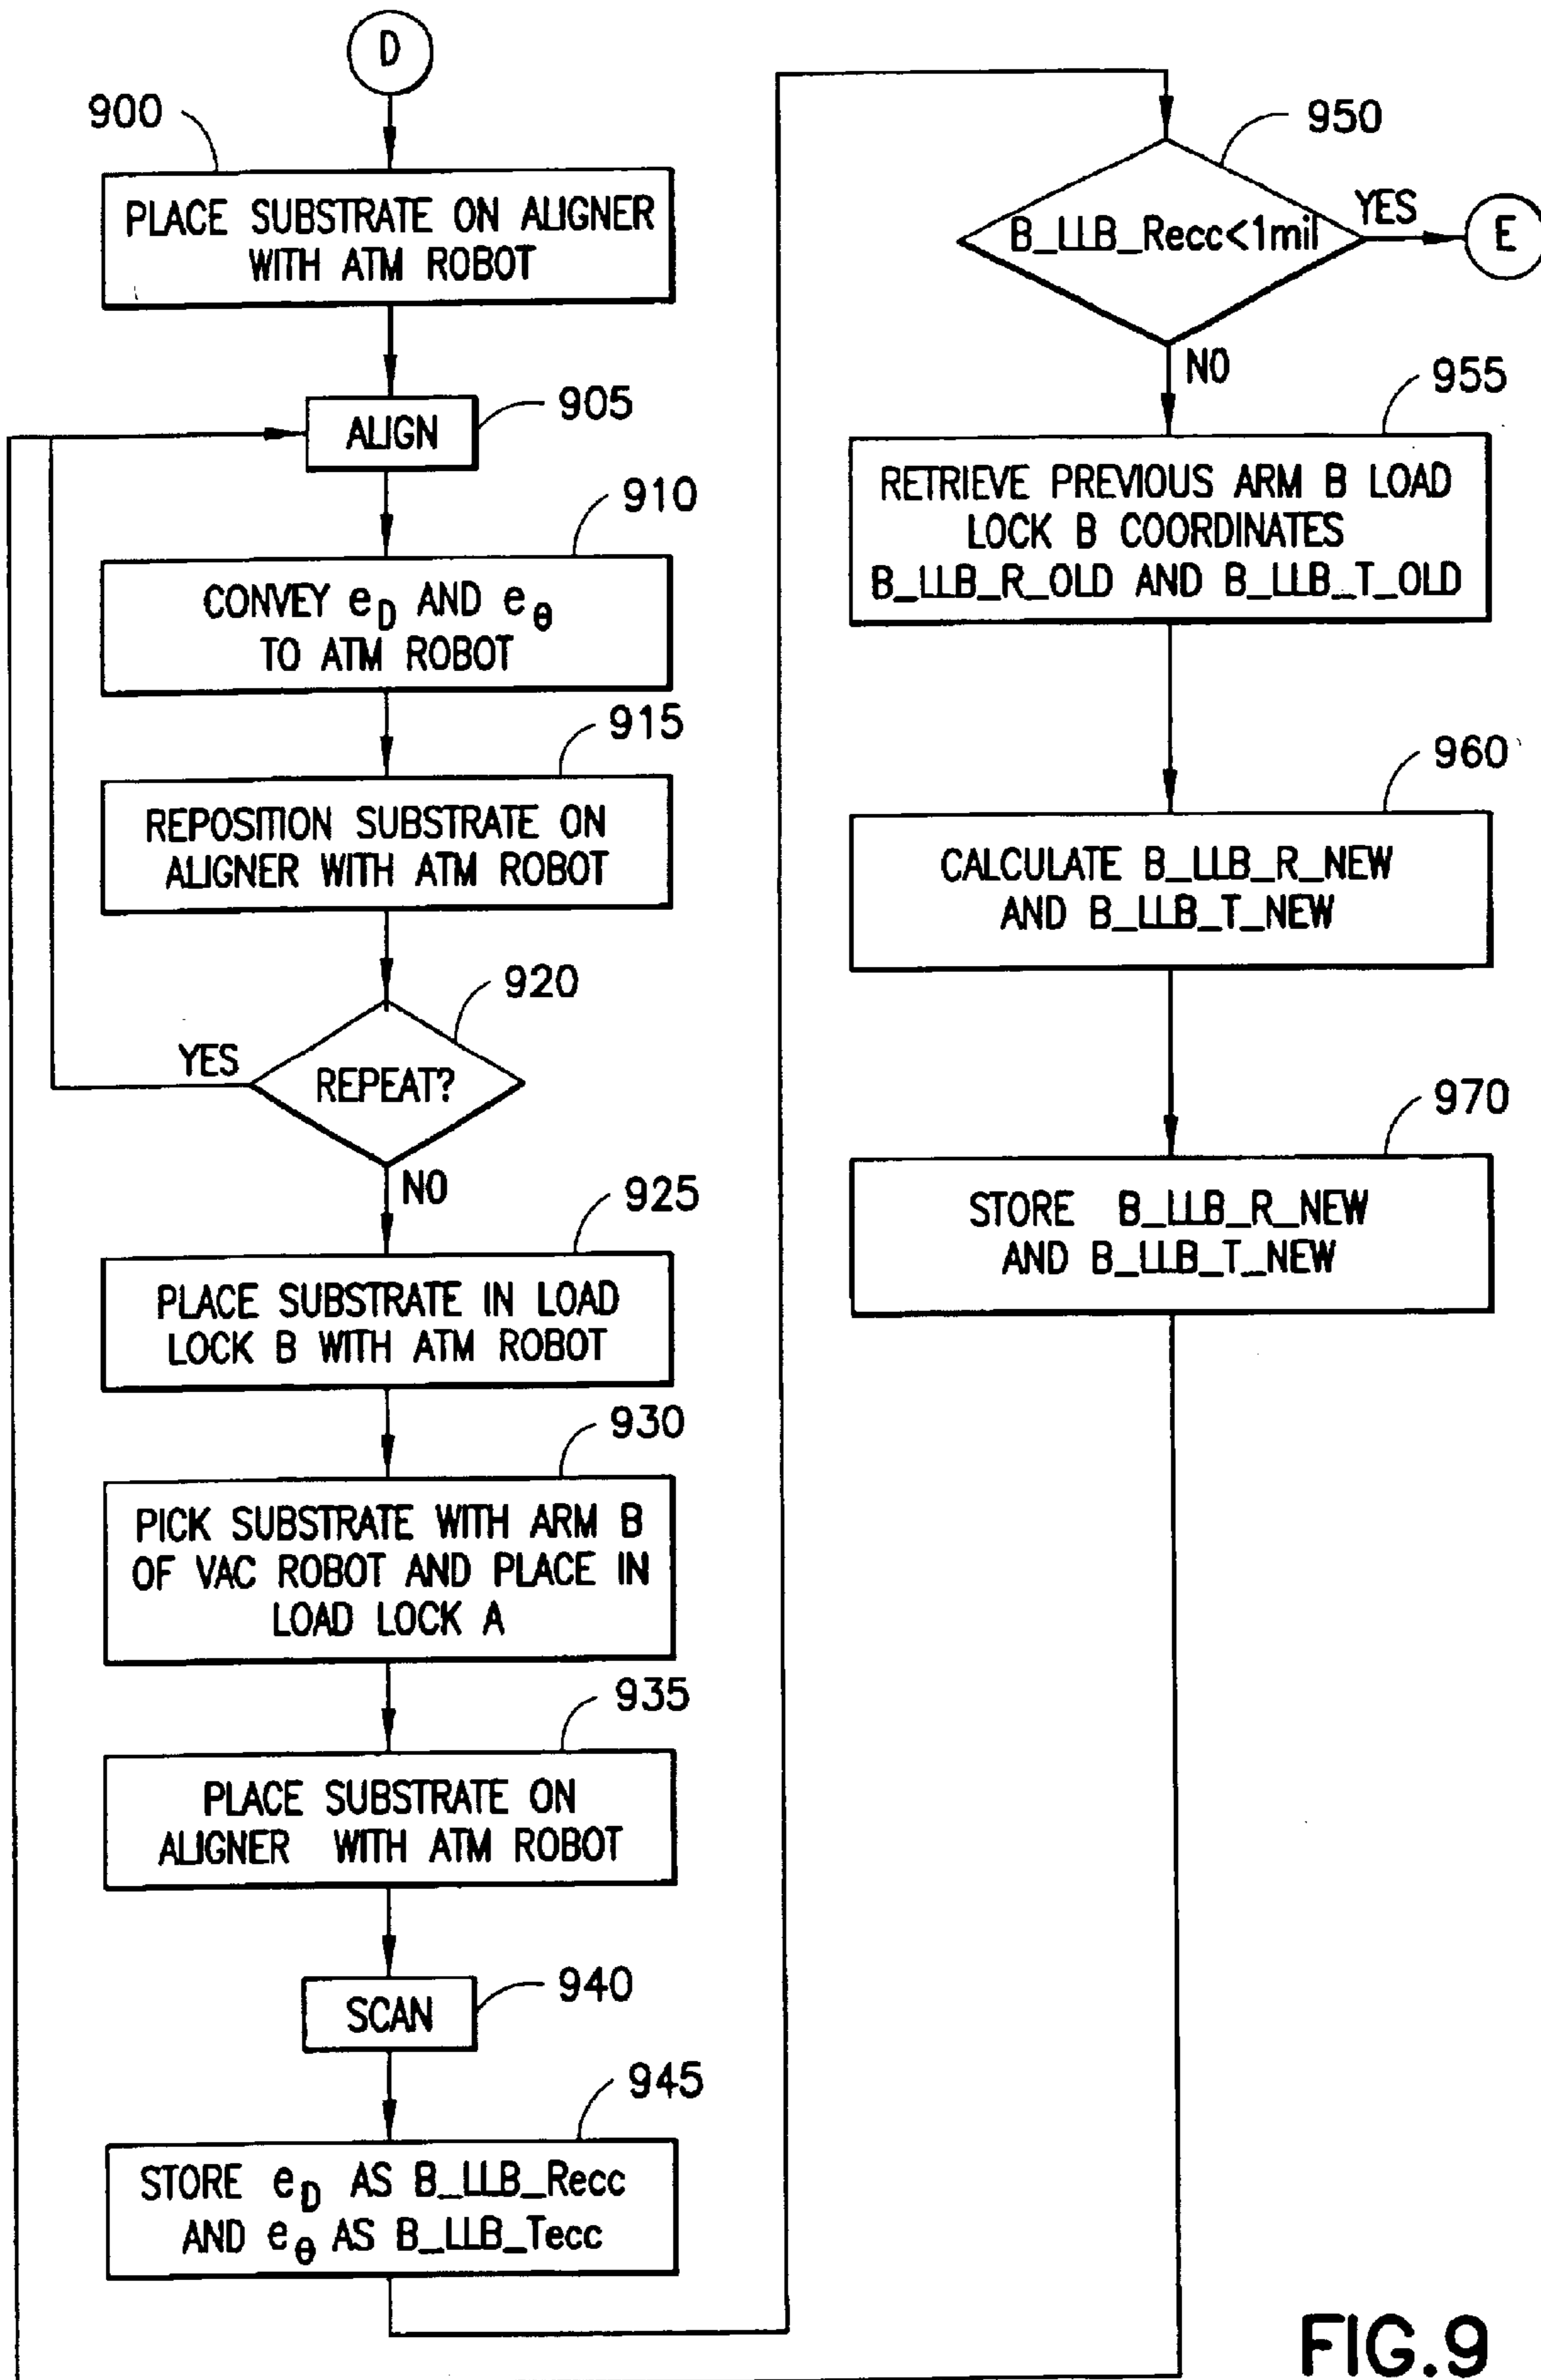 D
900
PLACE SUBSTRATE ON ALIGNER
WITH ATM ROBOT
ALIGN
905
910
CONVEY eD AND eθ
TO ATM ROBOT
915
REPOSITION SUBSTRATE ON
ALIGNER WITH ATM ROBOT
920
YES
REPEAT?
NO
925
PLACE SUBSTRATE IN LOAD
LOCK B WITH ATM ROBOT
930
PICK SUBSTRATE WITH ARM B
OF VAC ROBOT AND PLACE IN
LOAD LOCK A
935
PLACE SUBSTRATE ON
ALIGNER WITH ATM ROBOT
940
SCAN
945
STORE eD AS B_LLB_Recc
AND eθ AS B_LLB_Tecc
950
B_LLB_Recc<1mil
YES
E
NO
955
RETRIEVE PREVIOUS ARM B LOAD
LOCK B COORDINATES
B_LLB_R_OLD AND B_LLB_T_OLD
960
CALCULATE B_LLB_R_NEW
AND B_LLB_T_NEW
970
STORE B_LLB_R_NEW
AND B_LLB_T_NEW
FIG.9